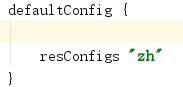 defaultConfig {
resConfigs "zh"
}